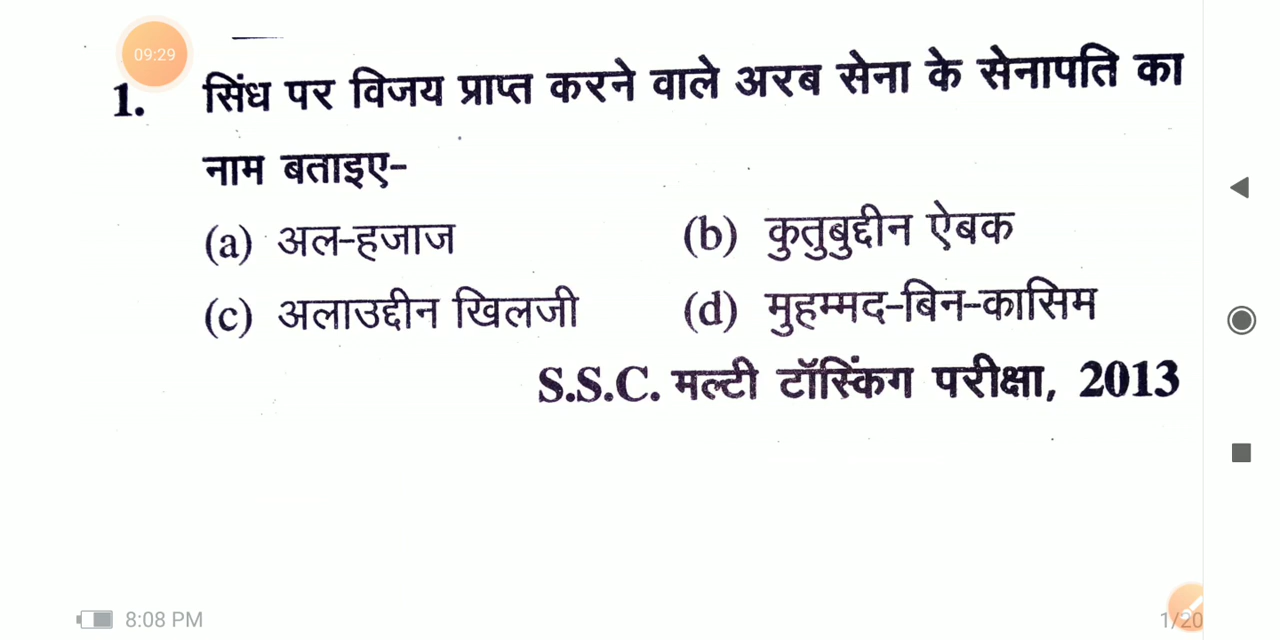 09:29
1. सिंध पर विजय प्राप्त करने वाले अरब सेना के सेनापति का
नाम बताइए-
(a) अल-हजाज (b) कुतुबुद्दीन ऐबक
(c) अलाउद्दीन खिलजी (d) मुहम्मद-बिन-कासिम
S.S.C. मल्टी टॉस्किंग परीक्षा, 2013
8:08 PM 1/20